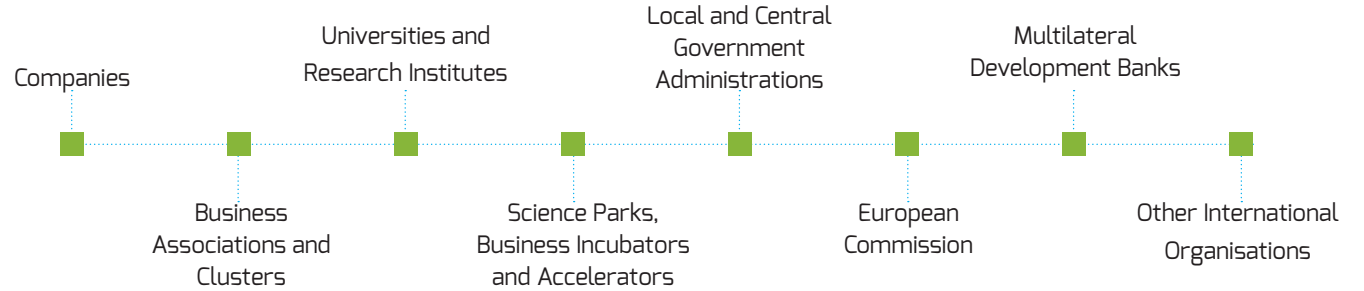 Companies
Business
Associations and
Clusters
Universities and
Research Institutes
Science Parks,
Business Incubators
and Accelerators
Local and Central
Government
Administrations
European
Commission
Multilateral
Development Banks
Other International
Organisations